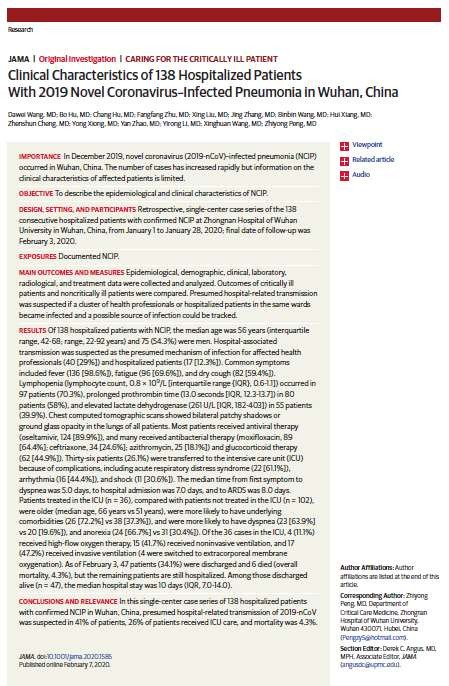 Research
JAMA | Original Investigation | CARING FOR THE CRITICALLY ILL PATIENT
Clinical Characteristics of 138 Hospitalized Patients
With 2019 Novel Coronavirus–Infected Pneumonia in Wuhan, China
Dawei Wang, MD; Bo Hu, MD; Chang Hu, MD; Fangfang Zhu, MD; Xing Liu, MD; Jing Zhang, MD; Binbin Wang, MD; Hui Xiang, MD;
Zhenshun Cheng, MD; Yong Xiong, MD; Yan Zhao, MD; Yirong Li, MD; Xinghuan Wang, MD; Zhiyong Peng, MD
IMPORTANCE In December 2019, novel coronavirus (2019-nCoV)–infected pneumonia (NCIP)
occurred in Wuhan, China. The number of cases has increased rapidly but information on the
clinical characteristics of affected patients is limited.
OBJECTIVE To describe the epidemiological and clinical characteristics of NCIP.
DESIGN, SETTING, AND PARTICIPANTS Retrospective, single-center case series of the 138
consecutive hospitalized patients with confirmed NCIP at Zhongnan Hospital of Wuhan
University in Wuhan, China, from January 1 to January 28, 2020; final date of follow-up was
February 3, 2020.
EXPOSURES Documented NCIP.
MAIN OUTCOMES AND MEASURES Epidemiological, demographic, clinical, laboratory,
radiological, and treatment data were collected and analyzed. Outcomes of critically ill
patients and noncritically ill patients were compared. Presumed hospital-related transmission
was suspected if a cluster of health professionals or hospitalized patients in the same wards
became infected and a possible source of infection could be tracked.
RESULTS Of 138 hospitalized patients with NCIP, the median age was 56 years (interquartile
range, 42-68; range, 22-92 years) and 75 (54.3%) were men. Hospital-associated
transmission was suspected as the presumed mechanism of infection for affected health
professionals (40 [29%]) and hospitalized patients (17 [12.3%]). Common symptoms
included fever (136 [98.6%]), fatigue (96 [69.6%]), and dry cough (82 [59.4%]).
Lymphopenia (lymphocyte count, 0.8 × 10⁹/L [interquartile range {IQR}, 0.6-1.1]) occurred in
97 patients (70.3%), prolonged prothrombin time (13.0 seconds [IQR, 12.3-13.7]) in 80
patients (58%), and elevated lactate dehydrogenase (261 U/L [IQR, 182-403]) in 55 patients
(39.9%). Chest computed tomographic scans showed bilateral patchy shadows or
ground glass opacity in the lungs of all patients. Most patients received antiviral therapy
(oseltamivir, 124 [89.9%]), and many received antibacterial therapy (moxifloxacin, 89
[64.4%]; ceftriaxone, 34 [24.6%]; azithromycin, 25 [18.1%]) and glucocorticoid therapy
(62 [44.9%]). Thirty-six patients (26.1%) were transferred to the intensive care unit (ICU)
because of complications, including acute respiratory distress syndrome (22 [61.1%]),
arrhythmia (16 [44.4%]), and shock (11 [30.6%]). The median time from first symptom to
dyspnea was 5.0 days, to hospital admission was 7.0 days, and to ARDS was 8.0 days.
Patients treated in the ICU (n = 36), compared with patients not treated in the ICU (n = 102),
were older (median age, 66 years vs 51 years), were more likely to have underlying
comorbidities (26 [72.2%] vs 38 [37.3%]), and were more likely to have dyspnea (23 [63.9%]
vs 20 [19.6%]), and anorexia (24 [66.7%] vs 31 [30.4%]). Of the 36 cases in the ICU, 4 (11.1%)
received high-flow oxygen therapy, 15 (41.7%) received noninvasive ventilation, and 17
(47.2%) received invasive ventilation (4 were switched to extracorporeal membrane
oxygenation). As of February 3, 47 patients (34.1%) were discharged and 6 died (overall
mortality, 4.3%), but the remaining patients are still hospitalized. Among those discharged
alive (n = 47), the median hospital stay was 10 days (IQR, 7.0-14.0).
CONCLUSIONS AND RELEVANCE In this single-center case series of 138 hospitalized patients
with confirmed NCIP in Wuhan, China, presumed hospital-related transmission of 2019-nCoV
was suspected in 41% of patients, 26% of patients received ICU care, and mortality was 4.3%.
JAMA. doi:10.1001/jama.2020.1585
Published online February 7, 2020.
Viewpoint
Related article
Audio
Author Affiliations: Author
affiliations are listed at the end of this
article.
Corresponding Author: Zhiyong
Peng, MD, Department of
Critical Care Medicine, Zhongnan
Hospital of Wuhan University,
Wuhan 430071, Hubei, China
(Pengzy5@hotmail.com).
Section Editor: Derek C. Angus, MD,
MPH, Associate Editor, JAMA
(angusdc@upmc.edu).